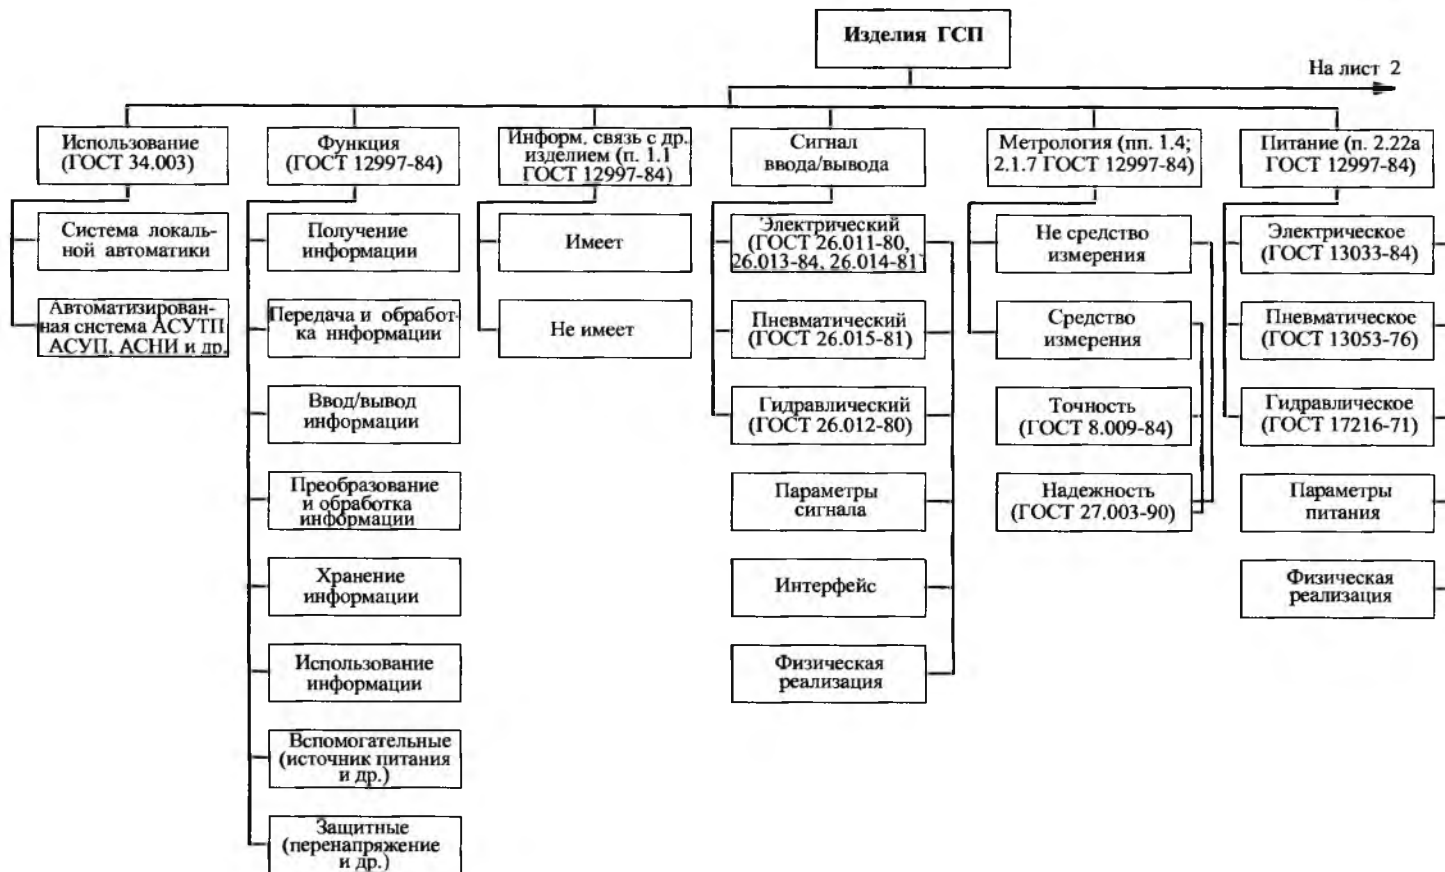 Изделия ГСП
На лист 2
Использование
(ГОСТ 34.003)
Система локаль-
ной автоматики
Автоматизирован-
ная система АСУТП
АСУП, АСНИ и др.
Функция
(ГОСТ 12997-84)
Получение
информации
Передача и обработ-
ка информации
Ввод/вывод
информации
Преобразование
и обработка
информации
Хранение
информации
Использование
информации
Вспомогательные
(источник питания
и др.)
Защитные
(перенапряжение
и др.)
Информ. связь с др.
изделием (п. 1.1
ГОСТ 12997-84)
Имеет
Не имеет
Сигнал
ввода/вывода
Электрический
(ГОСТ 26.011-80,
26.013-84, 26.014-81)
Пневматический
(ГОСТ 26.015-81)
Гидравлический
(ГОСТ 26.012-80)
Параметры
сигнала
Интерфейс
Физическая
реализация
Метрология (пп. 1.4;
2.1.7 ГОСТ 12997-84)
Не средство
измерения
Средство
измерения
Точность
(ГОСТ 8.009-84)
Надежность
(ГОСТ 27.003-90)
Питание (п. 2.22а
ГОСТ 12997-84)
Электрическое
(ГОСТ 13033-84)
Пневматическое
(ГОСТ 13053-76)
Гидравлическое
(ГОСТ 17216-71)
Параметры
питания
Физическая
реализация